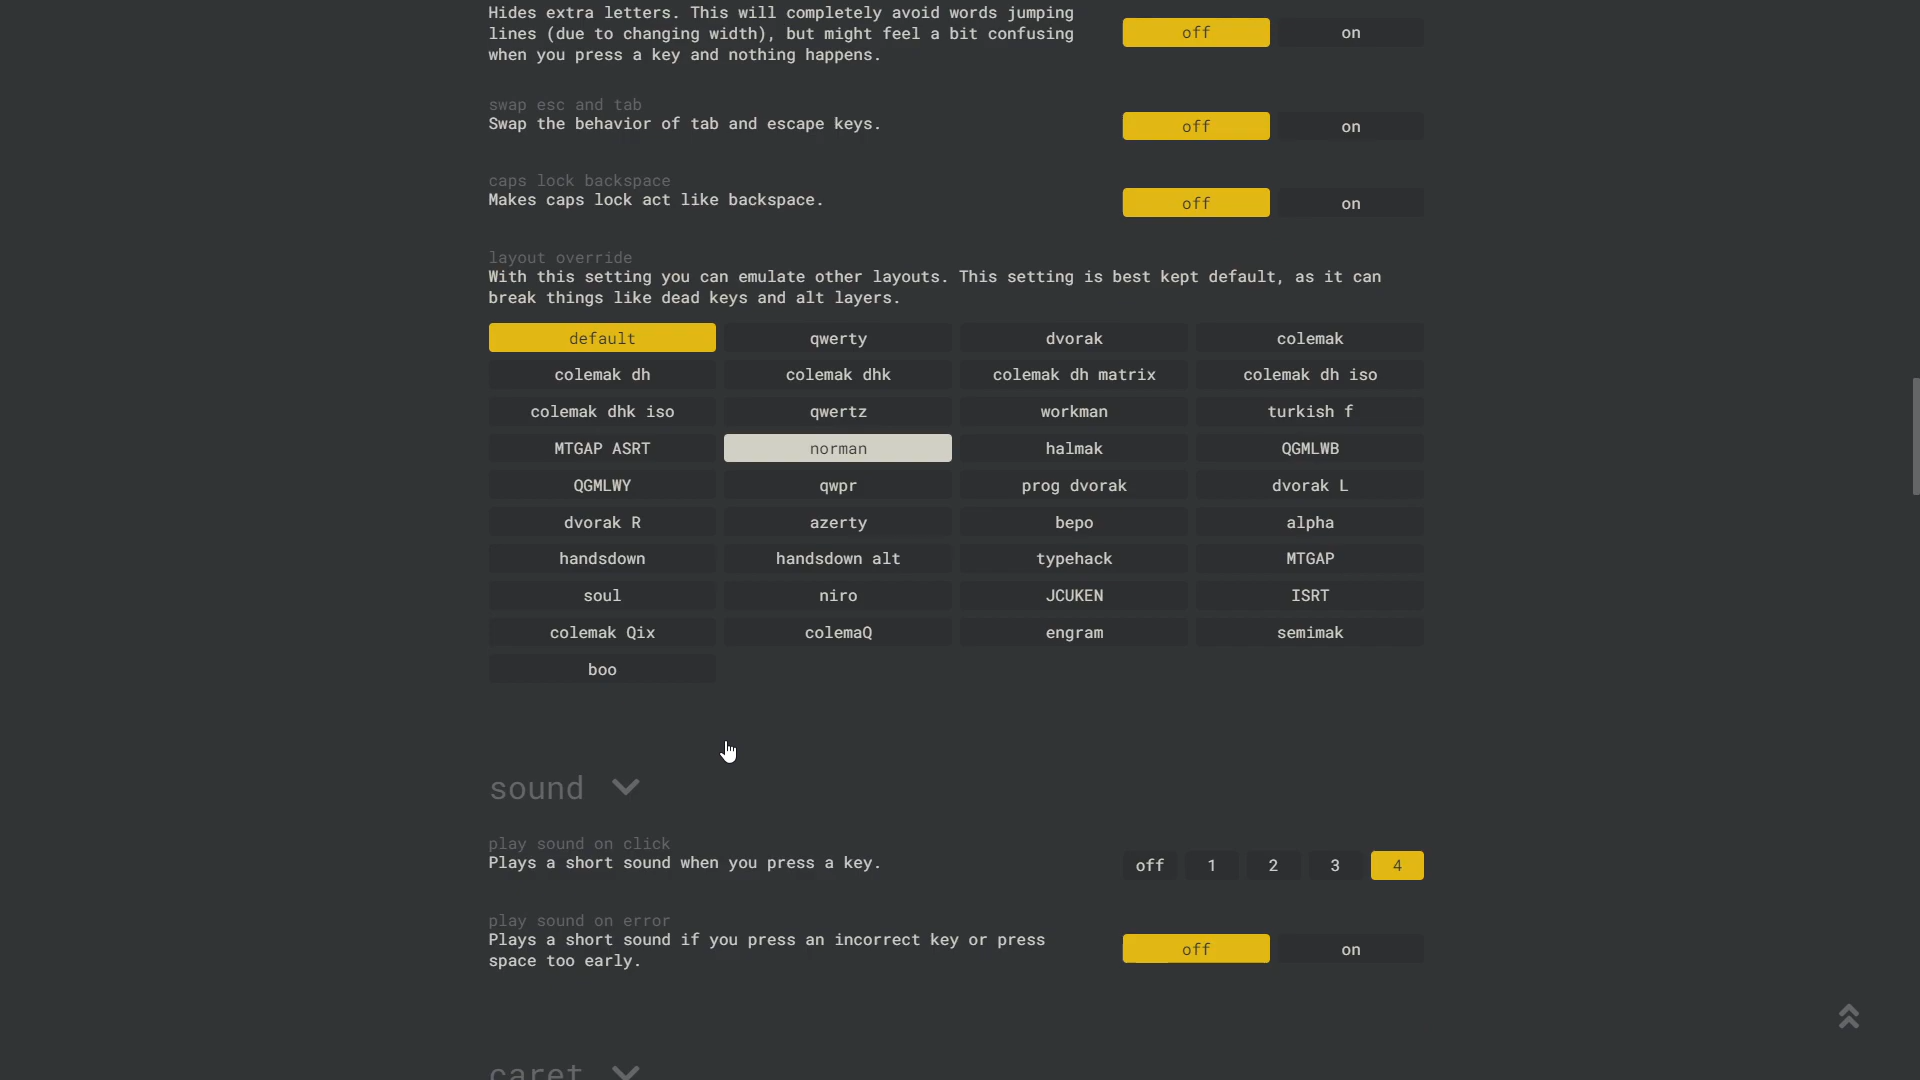 Hides extra letters. This will completely avoid words jumping
lines (due to changing width), but might feel a bit confusing
when you press a key and nothing happens.
off on
swap esc and tab
Swap the behavior of tab and escape keys.
off on
caps lock backspace
Makes caps lock act like backspace.
off on
layout override
With this setting you can emulate other layouts. This setting is best kept default, as it can
break things like dead keys and alt layers.
default qwerty dvorak colemak
colemak dh colemak dhk colemak dh matrix colemak dh iso
colemak dhk iso qwertz workman turkish f
MTGAP ASRT norman halmak QGMLWB
QGMLWY qwpr prog dvorak dvorak L
dvorak R azerty bepo alpha
handsdown handsdown alt typehack MTGAP
soul niro JCUKEN ISRT
colemak Qix colemaQ engram semimak
boo
sound
play sound on click
Plays a short sound when you press a key.
off 1 2 3 4
play sound on error
Plays a short sound if you press an incorrect key or press
space too early.
off on
caret